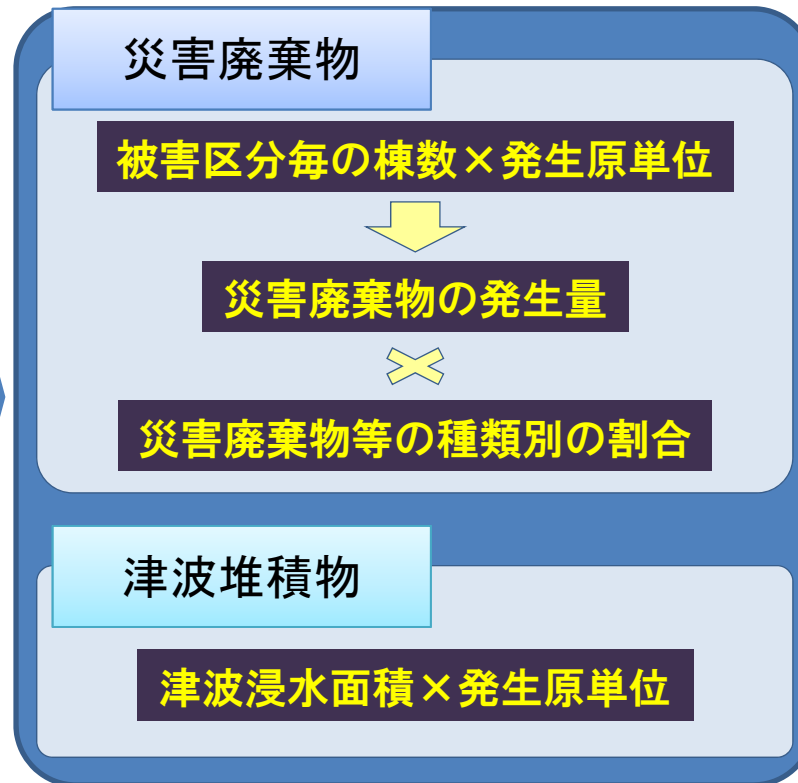 災害廃棄物
被害区分毎の棟数×発生原単位
災害廃棄物の発生量
災害廃棄物等の種類別の割合
津波堆積物
津波浸水面積×発生原単位